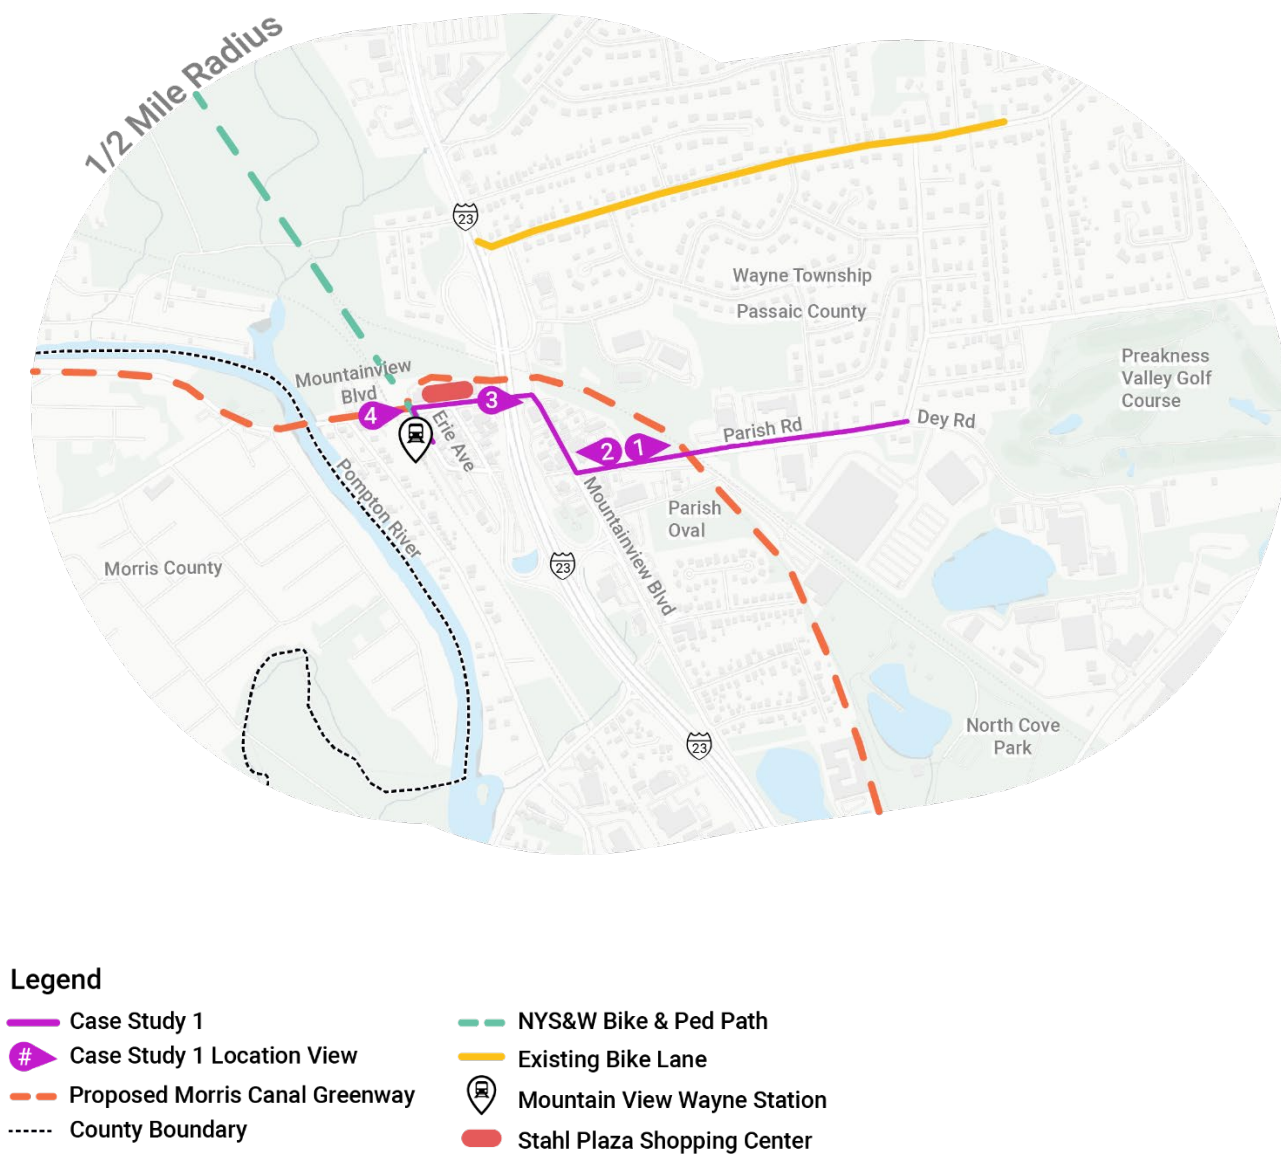 1/2 Mile Radius
23
Wayne Township
Passaic County
Preakness
Valley Golf
Course
Mountainview
Blvd
4
3
Erie Ave
2
1
Parish Rd
Dey Rd
Pompton River
Mountainview Blvd
Parish
Oval
23
Morris County
North Cove
Park
23
Legend
Case Study 1
# Case Study 1 Location View
Proposed Morris Canal Greenway
County Boundary
NYS&W Bike & Ped Path
Existing Bike Lane
Mountain View Wayne Station
Stahl Plaza Shopping Center